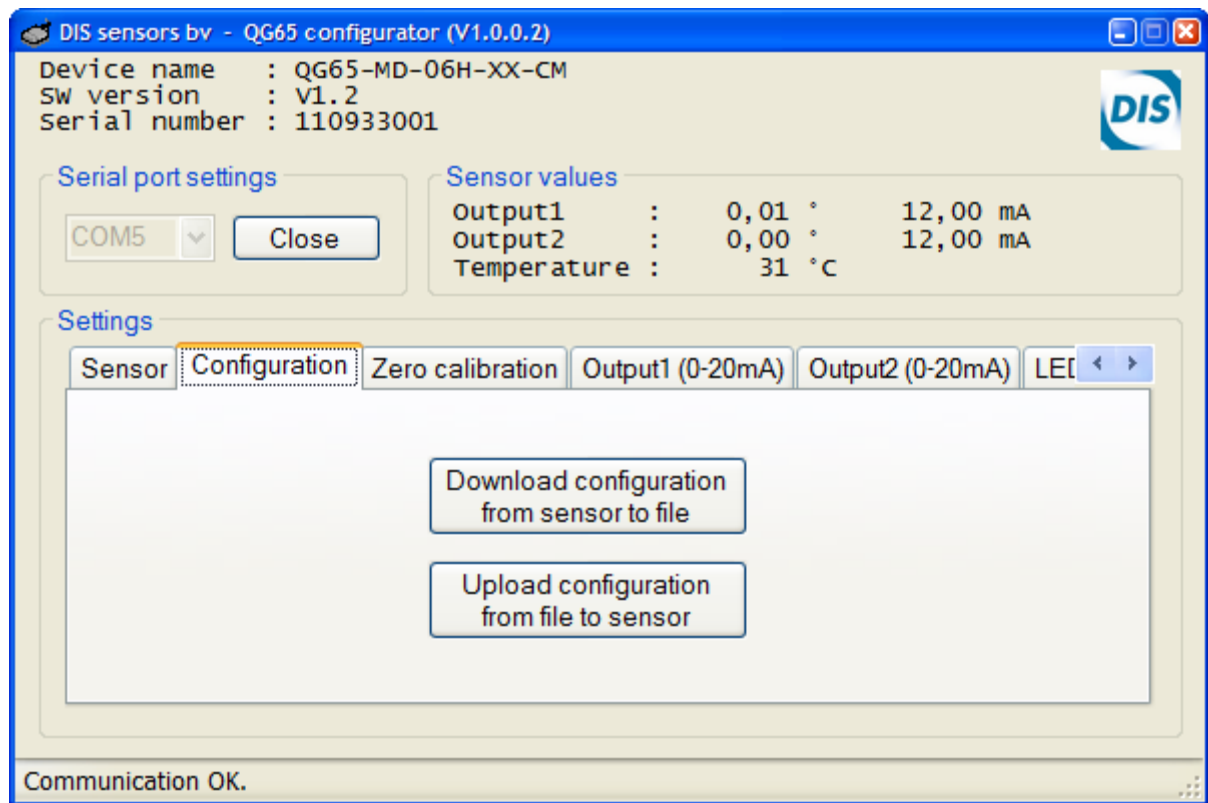 DIS sensors bv - QG65 configurator (V1.0.0.2)
Device name : QG65-MD-06H-XX-CM
SW version : V1.2
Serial number : 110933001
DIS
Serial port settings
COM5
Close
Sensor values
Output1 : 0,01 ° 12,00 mA
Output2 : 0,00 ° 12,00 mA
Temperature : 31 °C
Settings
Sensor Configuration Zero calibration Output1 (0-20mA) Output2 (0-20mA) LED
Download configuration
from sensor to file
Upload configuration
from file to sensor
Communication OK.